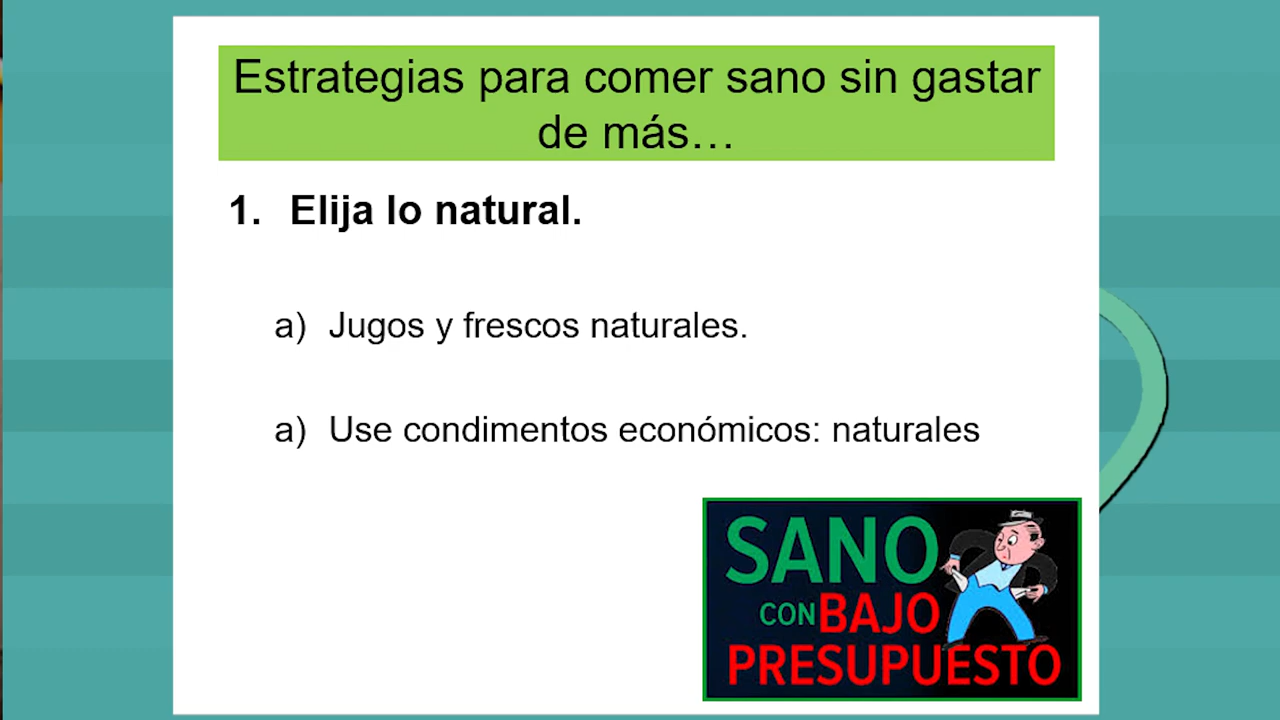 Estrategias para comer sano sin gastar
de más…
1. Elija lo natural.
a) Jugos y frescos naturales.
a) Use condimentos económicos: naturales
SANO
CON BAJO
PRESUPUESTO